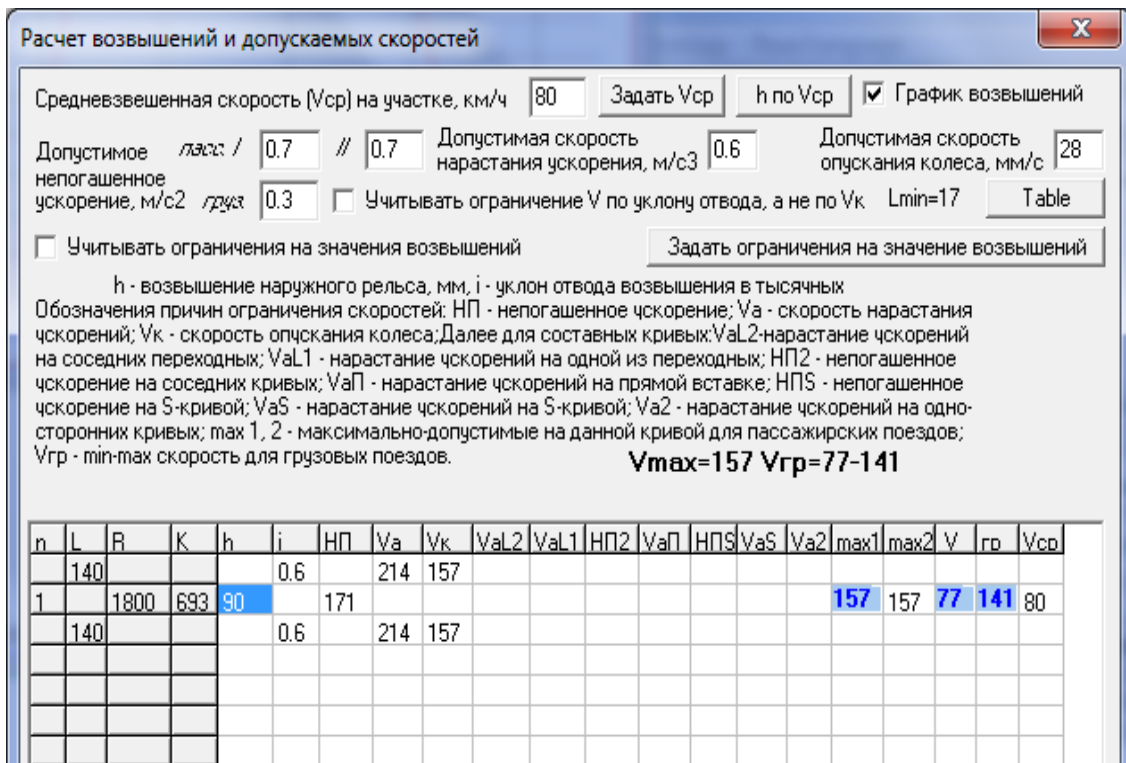 Расчет возвышений и допускаемых скоростей
Средневзвешенная скорость (Vср) на участке, км/ч 80 Задать Vср h по Vср График возвышений
Допустимое непогашенное ускорение, м/с2 пасс. / 0.7 // 0.7 Допустимая скорость нарастания ускорения, м/с3 0.6 Допустимая скорость опускания колеса, мм/с 28
груз 0.3 Учитывать ограничение V по уклону отвода, а не по Vк Lmin=17 Table
Учитывать ограничения на значения возвышений Задать ограничения на значение возвышений
h - возвышение наружного рельса, мм, i - уклон отвода возвышения в тысячных
Обозначения причин ограничения скоростей: НП - непогашенное ускорение; Va - скорость нарастания
ускорений; Vк - скорость опускания колеса;Далее для составных кривых:VaL2-нарастание ускорений
на соседних переходных; VaL1 - нарастание ускорений на одной из переходных; НП2 - непогашенное
ускорение на соседних кривых; VaП - нарастание ускорений на прямой вставке; НПS - непогашенное
ускорение на S-кривой; VaS - нарастание ускорений на S-кривой; Va2 - нарастание ускорений на одно-
сторонних кривых; max 1, 2 - максимально-допустимые на данной кривой для пассажирских поездов;
Vгр - min-max скорость для грузовых поездов. Vmax=157 Vгр=77-141
n L R K h i НП Va Vк VaL2 VaL1 НП2 VaП НПS VaS Va2 max1 max2 V гр Vср
140 0.6 214 157
1 1800 693 90 171 157 157 77 141 80
140 0.6 214 157